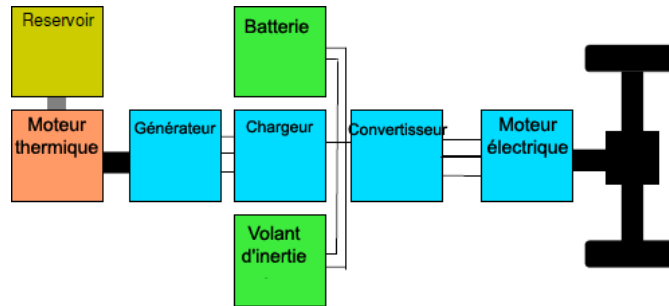 Reservoir
Batterie
Moteur
thermique
Générateur
Chargeur
Convertisseur
Moteur
électrique
Volant
d'inertie